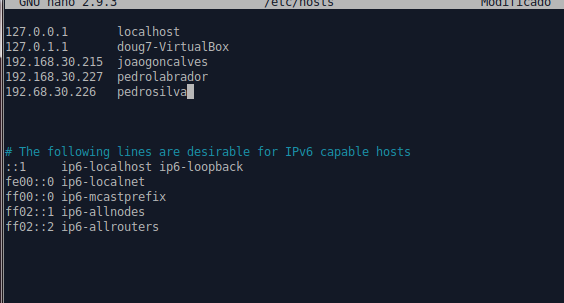 GNU nano 2.9.3 /etc/hosts Modificado
127.0.0.1 localhost
127.0.1.1 doug7-VirtualBox
192.168.30.215 joaogoncalves
192.168.30.227 pedrolabrador
192.68.30.226 pedrosilva
# The following lines are desirable for IPv6 capable hosts
::1 ip6-localhost ip6-loopback
fe00::0 ip6-localnet
ff00::0 ip6-mcastprefix
ff02::1 ip6-allnodes
ff02::2 ip6-allrouters